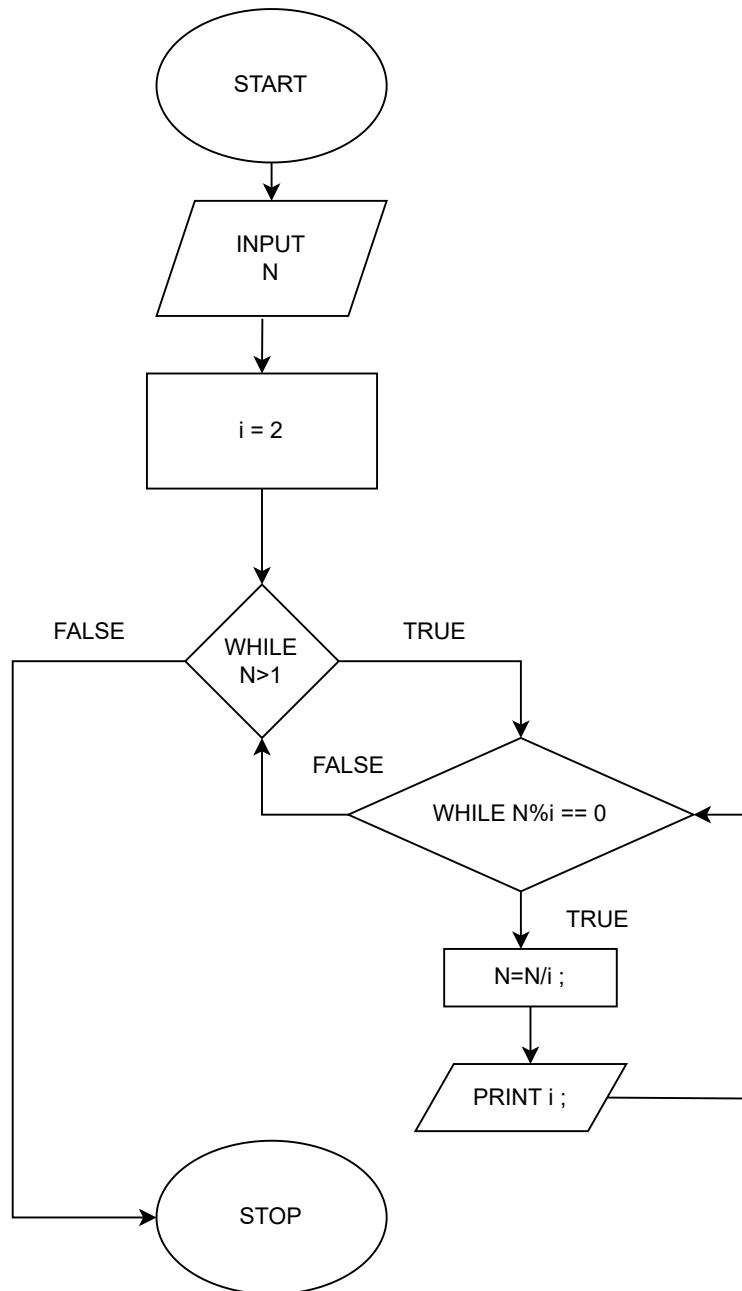 START
INPUT
N
i = 2
FALSE
TRUE
WHILE
N>1
FALSE
WHILE N%i == 0
TRUE
N=N/i ;
PRINT i ;
STOP